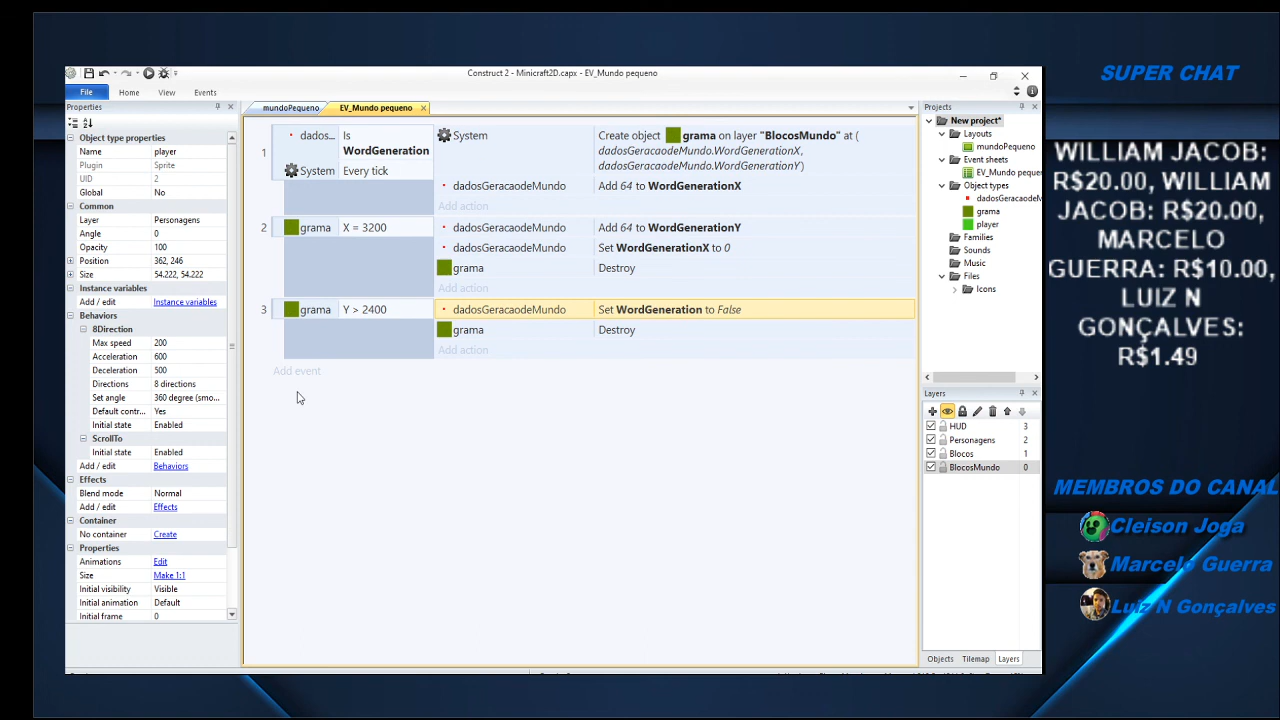 Construct 2 - Minicraft2D.capx - EV_Mundo pequeno
File Home View Events
Properties
Object type properties
Name player
Plugin Sprite
UID 2
Global No
Common
Layer Personagens
Angle 0
Opacity 100
Position 362, 246
Size 54.222, 54.222
Instance variables
Add / edit Instance variables
Behaviors
8Direction
Max speed 200
Acceleration 600
Deceleration 500
Directions 8 directions
Set angle 360 degree (smo...
Default contr... Yes
Initial state Enabled
ScrollTo
Initial state Enabled
Add / edit Behaviors
Effects
Blend mode Normal
Add / edit Effects
Container
No container Create
Properties
Animations Edit
Size Make 1:1
Initial visibility Visible
Initial animation Default
Initial frame 0
mundoPequeno EV_Mundo pequeno
1 dados... Is WordGeneration
System Every tick
System Create object grama on layer "BlocosMundo" at (
dadosGeracaodeMundo.WordGenerationX,
dadosGeracaodeMundo.WordGenerationY)
dadosGeracaodeMundo Add 64 to WordGenerationX
Add action
2 grama X = 3200 dadosGeracaodeMundo Add 64 to WordGenerationY
dadosGeracaodeMundo Set WordGenerationX to 0
grama Destroy
Add action
3 grama Y > 2400 dadosGeracaodeMundo Set WordGeneration to False
grama Destroy
Add action
Add event
Projects
New project*
Layouts
mundoPequeno
Event sheets
EV_Mundo peque
Object types
dadosGeracaodeM
grama
player
Families
Sounds
Music
Files
Icons
Layers
HUD 3
Personagens 2
Blocos 1
BlocosMundo 0
Objects Tilemap Layers
SUPER CHAT
WILLIAM JACOB:
R$20.00, WILLIAM
JACOB: R$20.00,
MARCELO
GUERRA: R$10.00,
LUIZ N
GONÇALVES:
R$1.49
MEMBROS DO CANAL
Cleison Joga
Marcelo Guerra
Luiz N Gonçalves